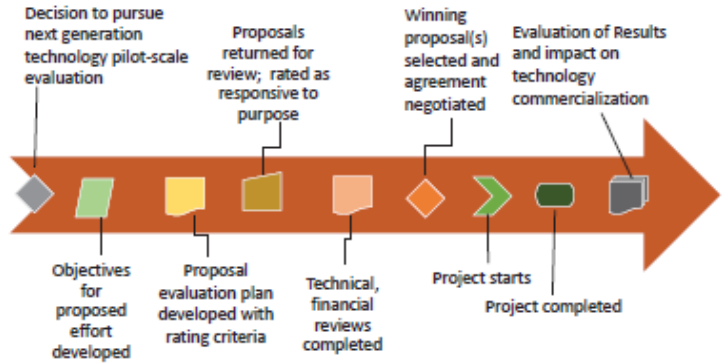 Decision to pursue
next generation
technology pilot-scale
evaluation
Objectives
for
proposed
effort
developed
Proposal
evaluation plan
developed with
rating criteria
Proposals
returned for
review; rated as
responsive to
purpose
Technical,
financial
reviews
completed
Winning
proposal(s)
selected and
agreement
negotiated
Project starts
Project completed
Evaluation of Results
and impact on
technology
commercialization